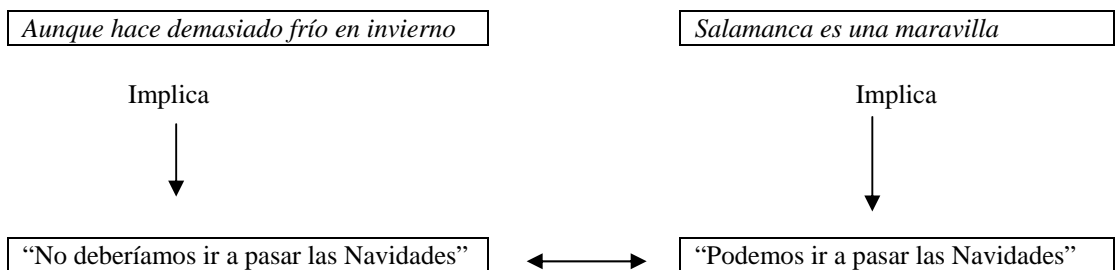 Aunque hace demasiado frío en invierno
Salamanca es una maravilla
Implica
Implica
“No deberíamos ir a pasar las Navidades”
“Podemos ir a pasar las Navidades”